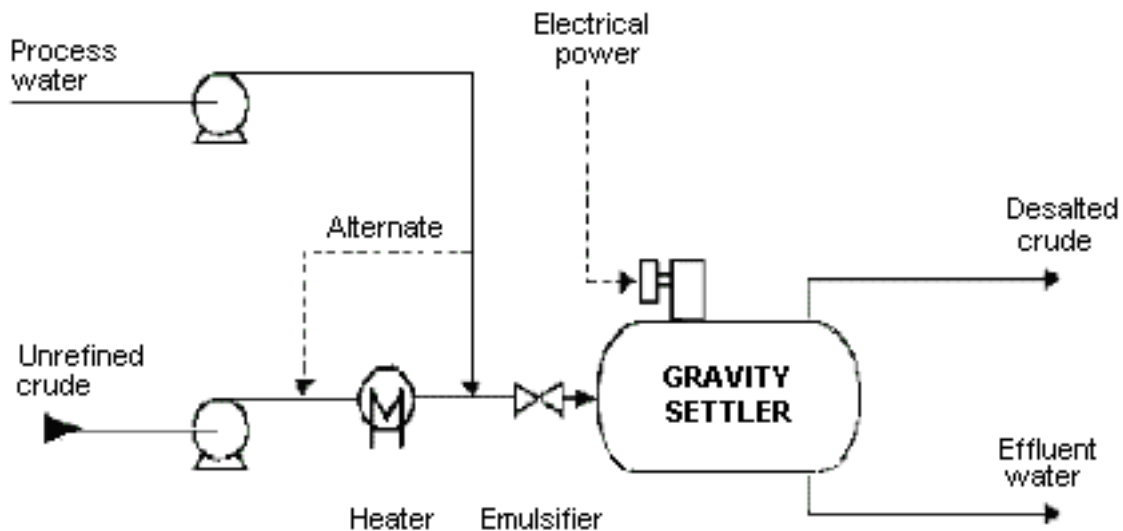 Electrical
power
Process
water
Alternate
Desalted
crude
Unrefined
crude
GRAVITY
SETTLER
Effluent
water
Heater
Emulsifier